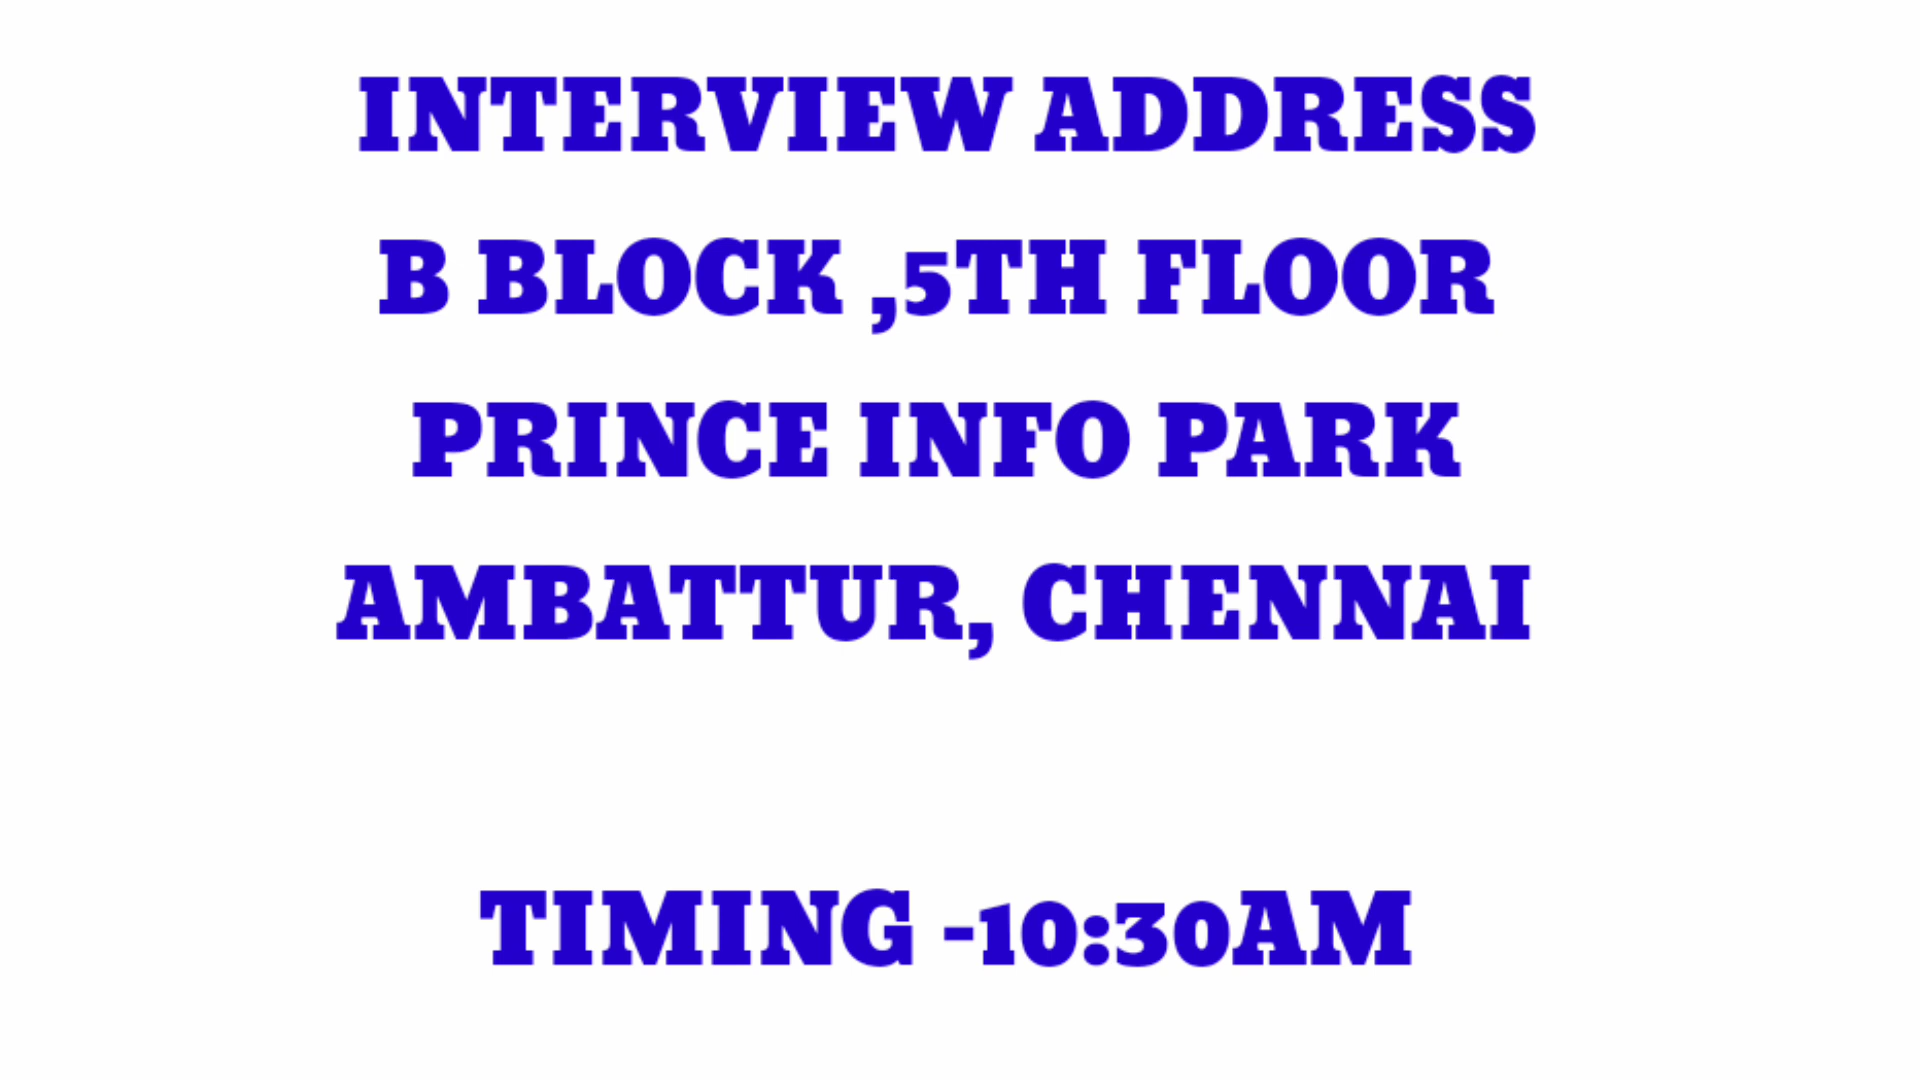 INTERVIEW ADDRESS
B BLOCK ,5TH FLOOR
PRINCE INFO PARK
AMBATTUR, CHENNAI
TIMING -10:30AM